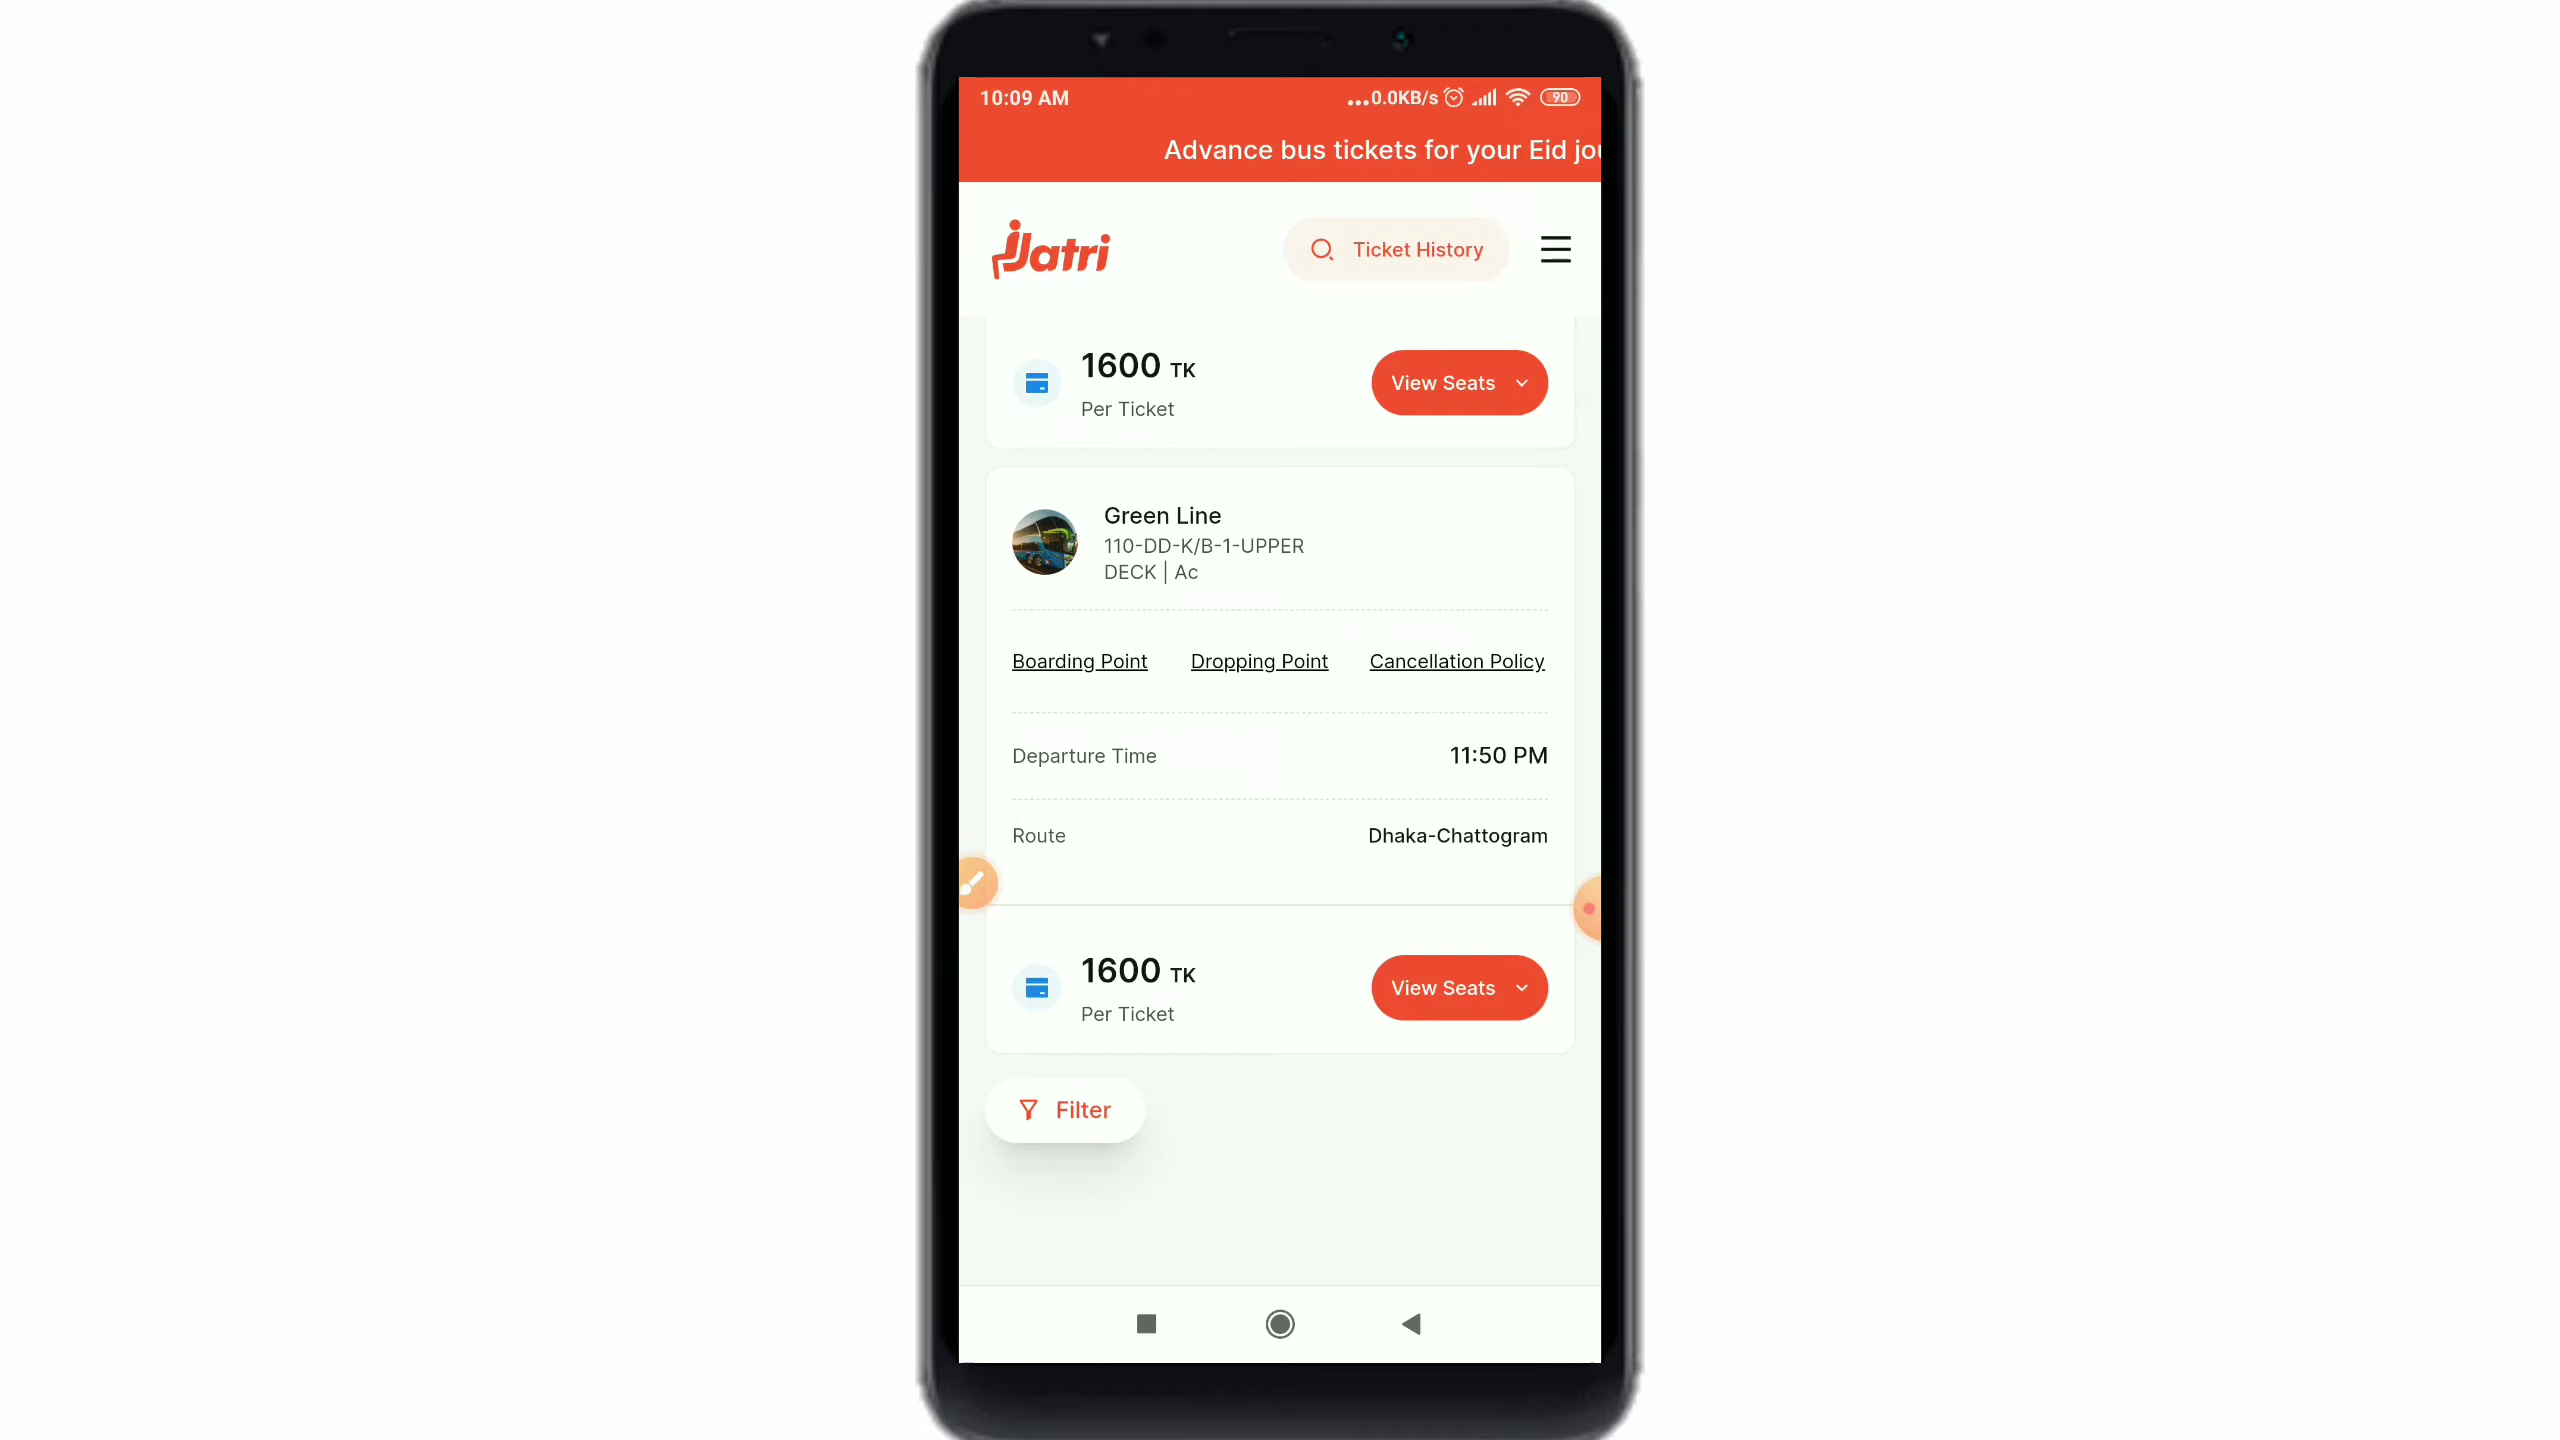 10:09 AM
...0.0KB/s
90
Advance bus tickets for your Eid
Jatri
Ticket History
1600 TK
Per Ticket
View Seats
Green Line
110-DD-K/B-1-UPPER
DECK | Ac
Boarding Point
Dropping Point
Cancellation Policy
Departure Time
11:50 PM
Route
Dhaka-Chattogram
1600 TK
Per Ticket
View Seats
Filter